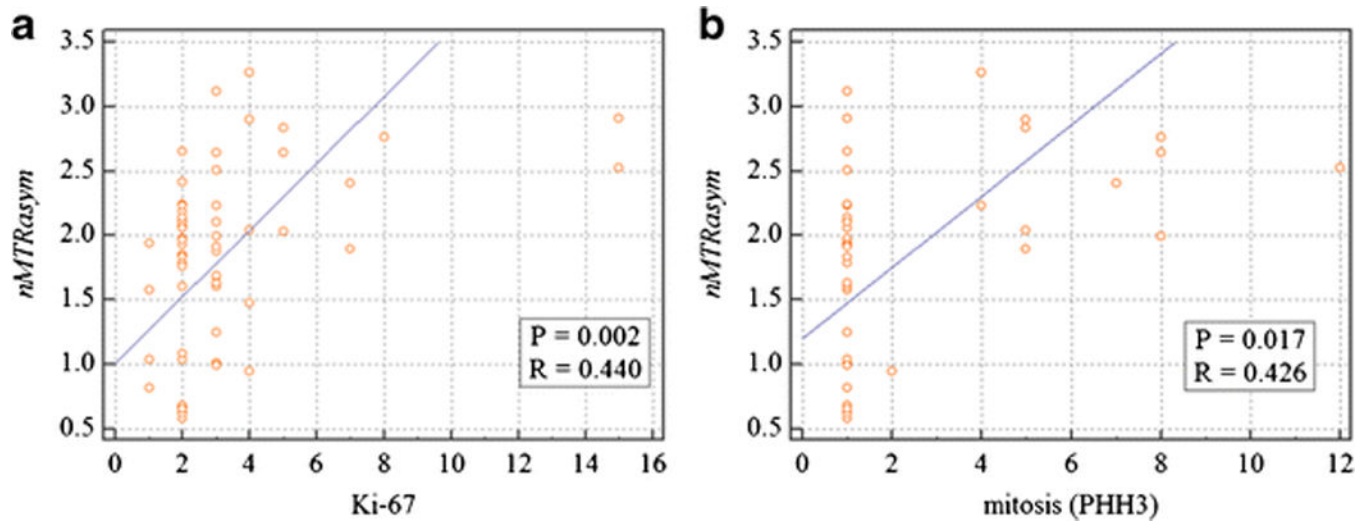 a
3.5
3.0
2.5
2.0
1.5
1.0
0.5
nMTRasym
P = 0.002
R = 0.440
0 2 4 6 8 10 12 14 16
Ki-67
b
3.5
3.0
2.5
2.0
1.5
1.0
0.5
nMTRasym
P = 0.017
R = 0.426
0 2 4 6 8 10 12
mitosis (PHH3)